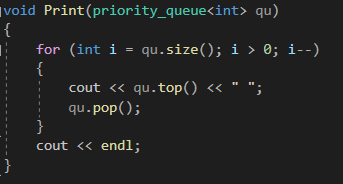 void Print(priority_queue<int> qu)
{
    for (int i = qu.size(); i > 0; i--)
    {
        cout << qu.top() << " ";
        qu.pop();
    }
    cout << endl;
}